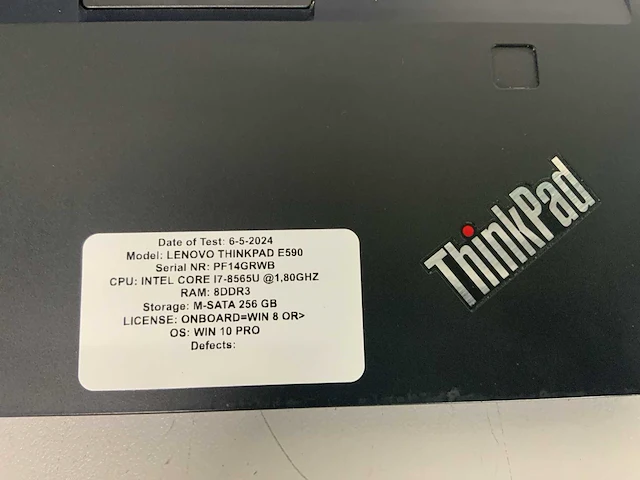 Date of Test: 6-5-2024
Model: LENOVO THINKPAD E590
Serial NR: PF14GRWB
CPU: INTEL CORE I7-8565U @1,80GHZ
RAM: 8DDR3
Storage: M-SATA 256 GB
LICENSE: ONBOARD=WIN 8 OR>
OS: WIN 10 PRO
Defects:
ThinkPad